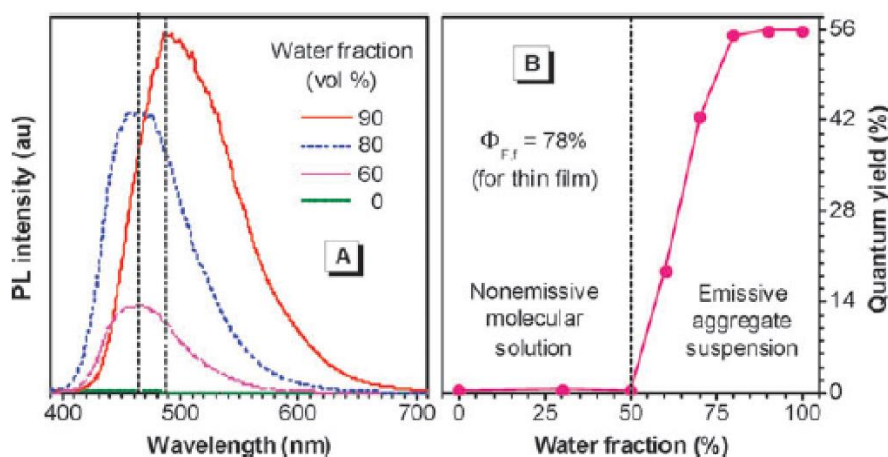 Water fraction
(vol %)
90
80
60
0
A
PL intensity (au)
400
500
600
700
Wavelength (nm)
B
ΦF,f = 78%
(for thin film)
Nonemissive
molecular
solution
Emissive
aggregate
suspension
56
42
28
14
0
Quantum yield (%)
0
25
50
75
100
Water fraction (%)